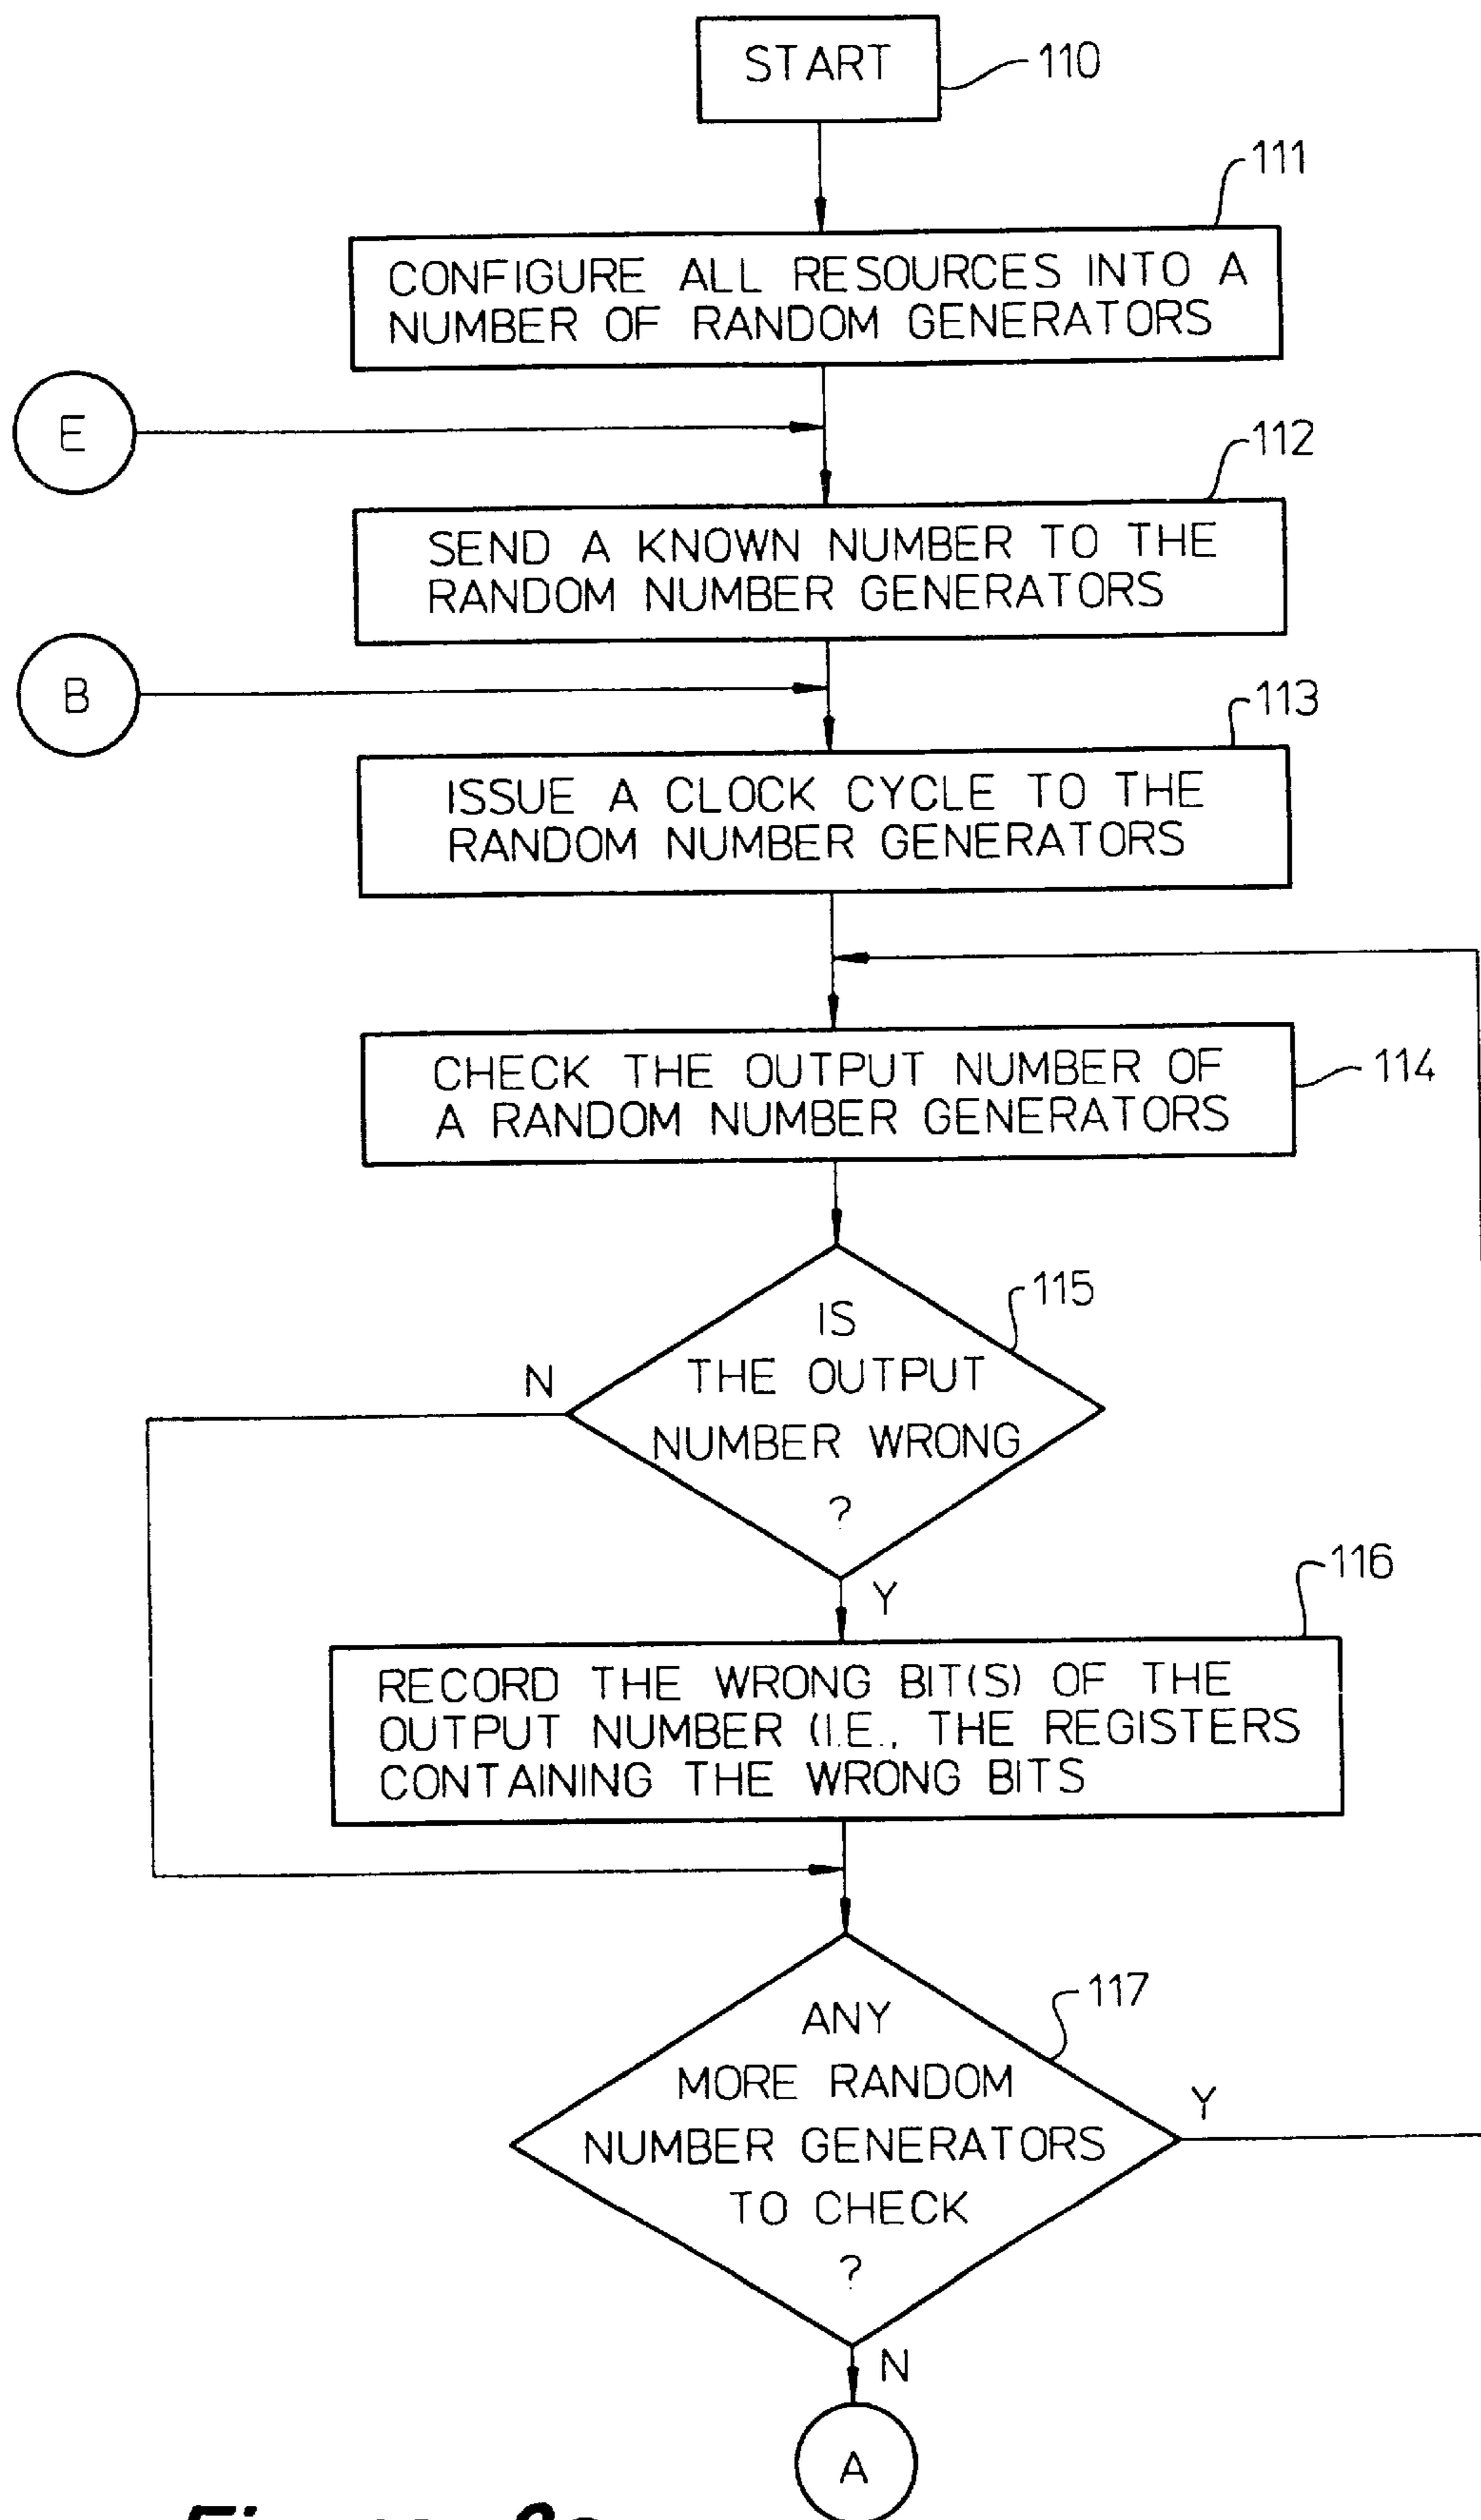 START
110
111
CONFIGURE ALL RESOURCES INTO A
NUMBER OF RANDOM GENERATORS
E
112
SEND A KNOWN NUMBER TO THE
RANDOM NUMBER GENERATORS
B
113
ISSUE A CLOCK CYCLE TO THE
RANDOM NUMBER GENERATORS
CHECK THE OUTPUT NUMBER OF
A RANDOM NUMBER GENERATORS
114
115
IS
THE OUTPUT
NUMBER WRONG
?
N
Y
116
RECORD THE WRONG BIT(S) OF THE
OUTPUT NUMBER (I.E., THE REGISTERS
CONTAINING THE WRONG BITS
117
ANY
MORE RANDOM
NUMBER GENERATORS
TO CHECK
?
Y
N
A